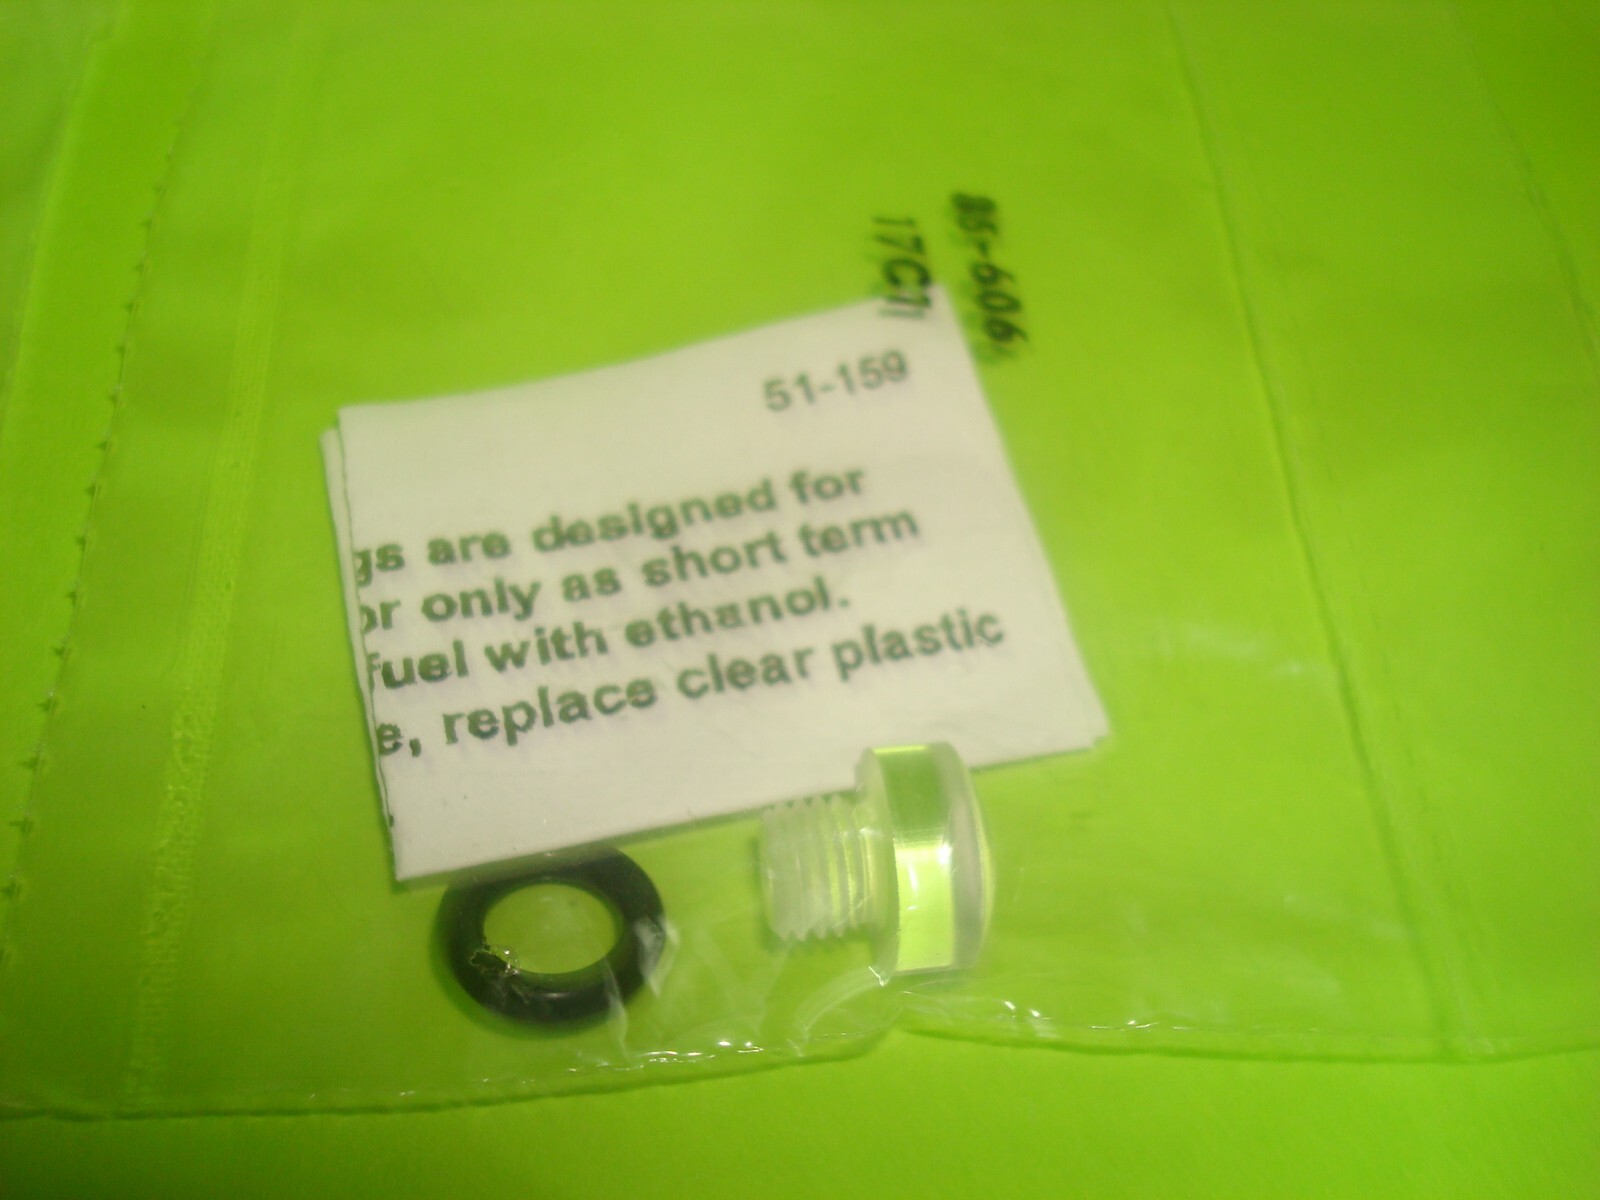 -606
17C11
51-159
gs are designed for
or only as short term
fuel with ethanol.
e, replace clear plastic